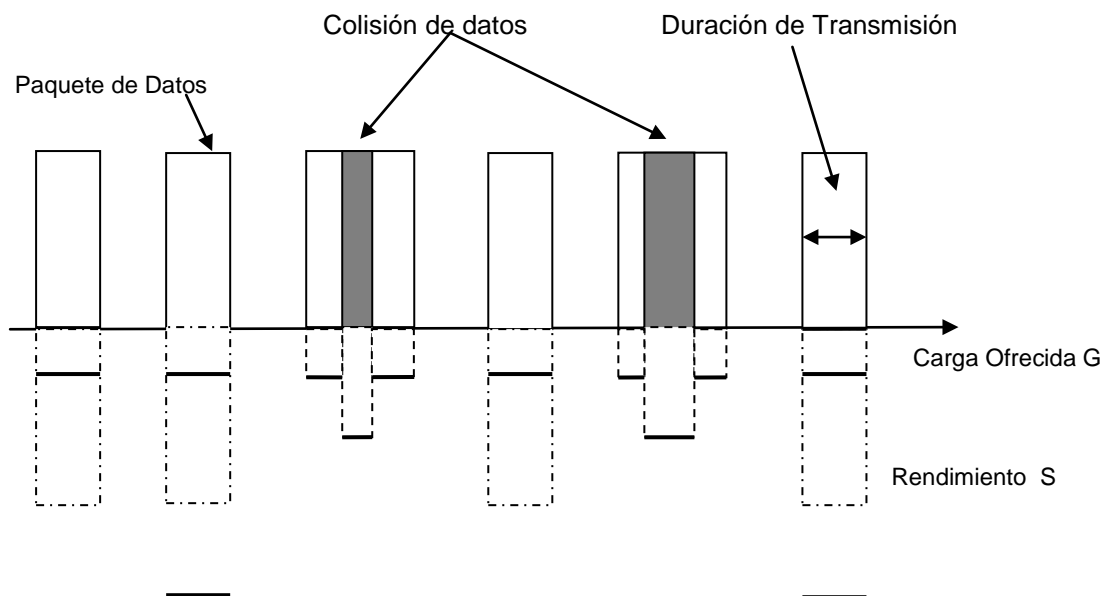 Colisión de datos
Duración de Transmisión
Paquete de Datos
Carga Ofrecida G
Rendimiento S